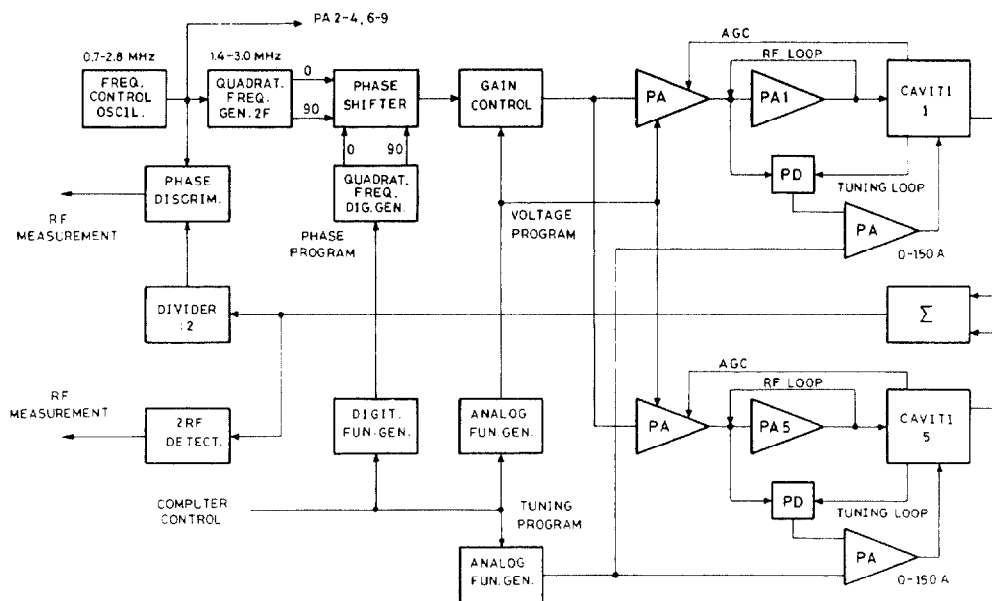 PA 2-4, 6-9
0.7-2.8 MHz
1.4-3.0 MHz
AGC
RF LOOP
FREQ.
CONTROL
OSCIL.
QUADRAT.
FREQ.
GEN. 2F
0
90
PHASE
SHIFTER
GAIN
CONTROL
PA
PA1
CAVITI
1
0
90
PHASE
DISCRIM.
QUADRAT.
FREQ.
DIG.GEN.
PD
TUNING LOOP
RF
MEASUREMENT
PHASE
PROGRAM
VOLTAGE
PROGRAM
PA
0-150 A
DIVIDER
:2
Σ
AGC
RF LOOP
RF
MEASUREMENT
2RF
DETECT.
DIGIT.
FUN.GEN.
ANALOG
FUN.GEN.
PA
PA5
CAVITI
5
PD
TUNING LOOP
COMPUTER
CONTROL
TUNING
PROGRAM
ANALOG
FUN.GEN.
PA
0-150 A